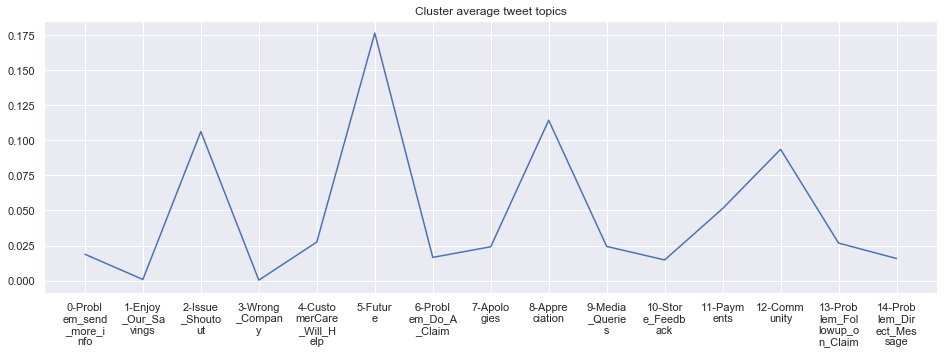 Cluster average tweet topics
0.175
0.150
0.125
0.100
0.075
0.050
0.025
0.000
0-Probl
em_send
_more_i
nfo
1-Enjoy
_Our_Sa
vings
2-Issue
_Shouto
ut
3-Wrong
_Compan
y
4-Custo
merCare
_Will_H
elp
5-Futur
e
6-Probl
em_Do_A
_Claim
7-Apolo
gies
8-Appre
ciation
9-Media
_Querie
s
10-Stor
e_Feedb
ack
11-Paym
ents
12-Comm
unity
13-Prob
lem_Fol
lowup_o
n_Claim
14-Prob
lem_Dir
ect_Mes
sage